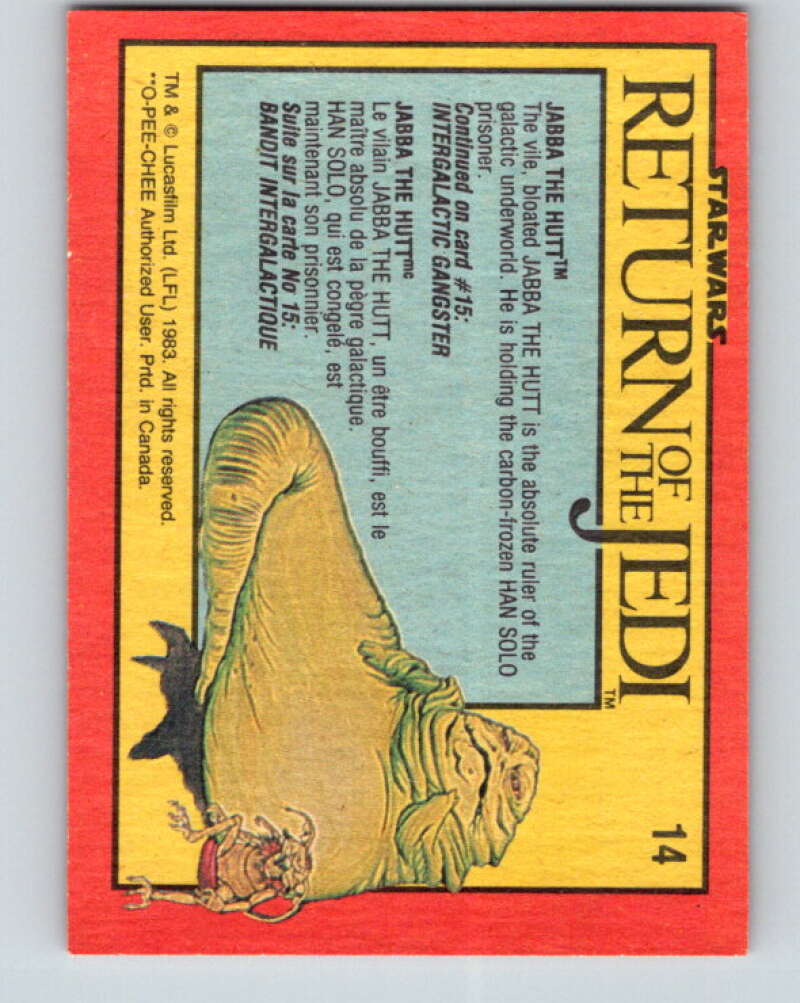 STAR WARS
RETURN OF THE JEDI™
14
JABBA THE HUTT™
The vile, bloated JABBA THE HUTT is the absolute ruler of the
galactic underworld. He is holding the carbon-frozen HAN SOLO
prisoner.
Continued on card #15:
INTERGALACTIC GANGSTER
JABBA THE HUTTmc
Le vilain JABBA THE HUTT, un être bouffi, est le
maître absolu de la pègre galactique.
HAN SOLO, qui est congelé, est
maintenant son prisonnier.
Suite sur la carte No 15:
BANDIT INTERGALACTIQUE
TM & © Lucasfilm Ltd. (LFL) 1983. All rights reserved.
**O-PEE-CHEE Authorized User. Prtd. in Canada.